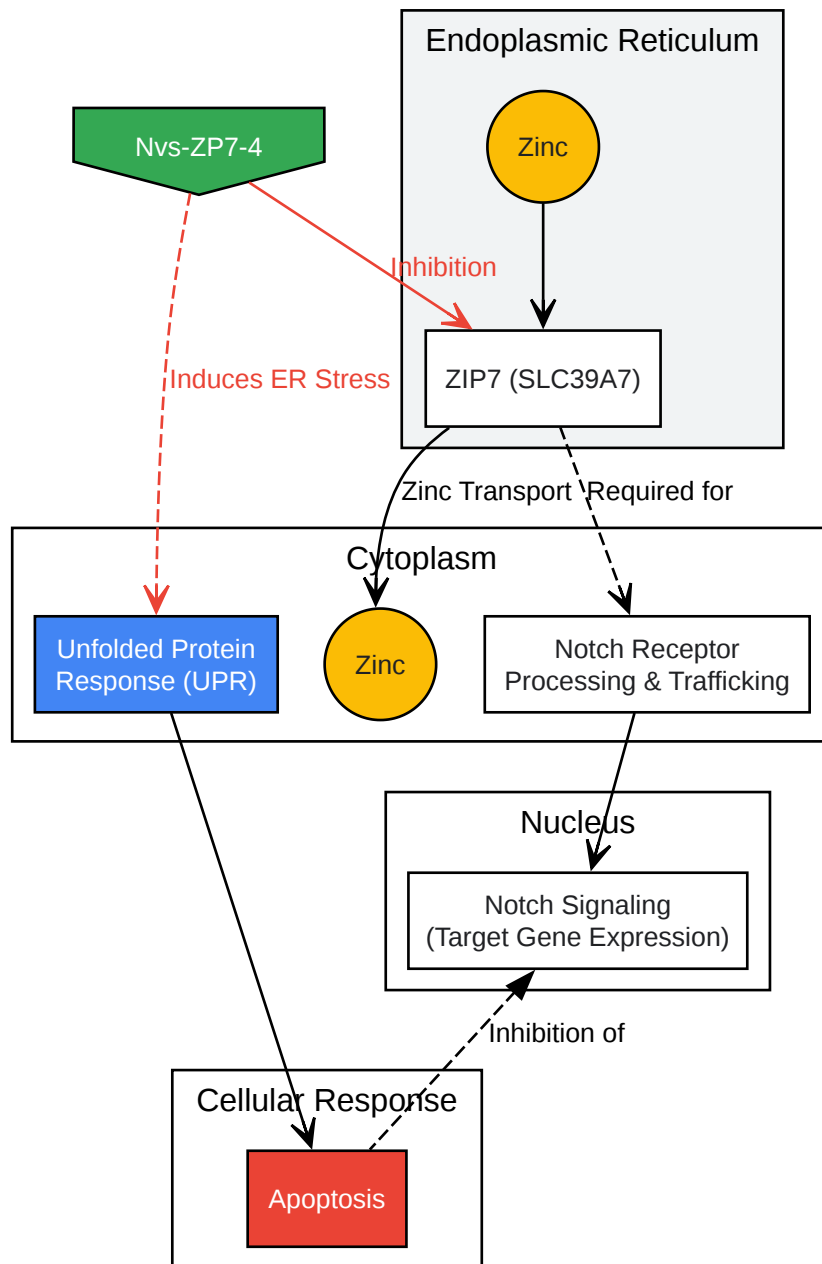 Endoplasmic Reticulum
Nvs-ZP7-4
Zinc
Inhibition
Induces ER Stress
ZIP7 (SLC39A7)
Zinc Transport
Required for
Cytoplasm
Unfolded Protein
Response (UPR)
Zinc
Notch Receptor
Processing & Trafficking
Nucleus
Notch Signaling
(Target Gene Expression)
Inhibition of
Cellular Response
Apoptosis